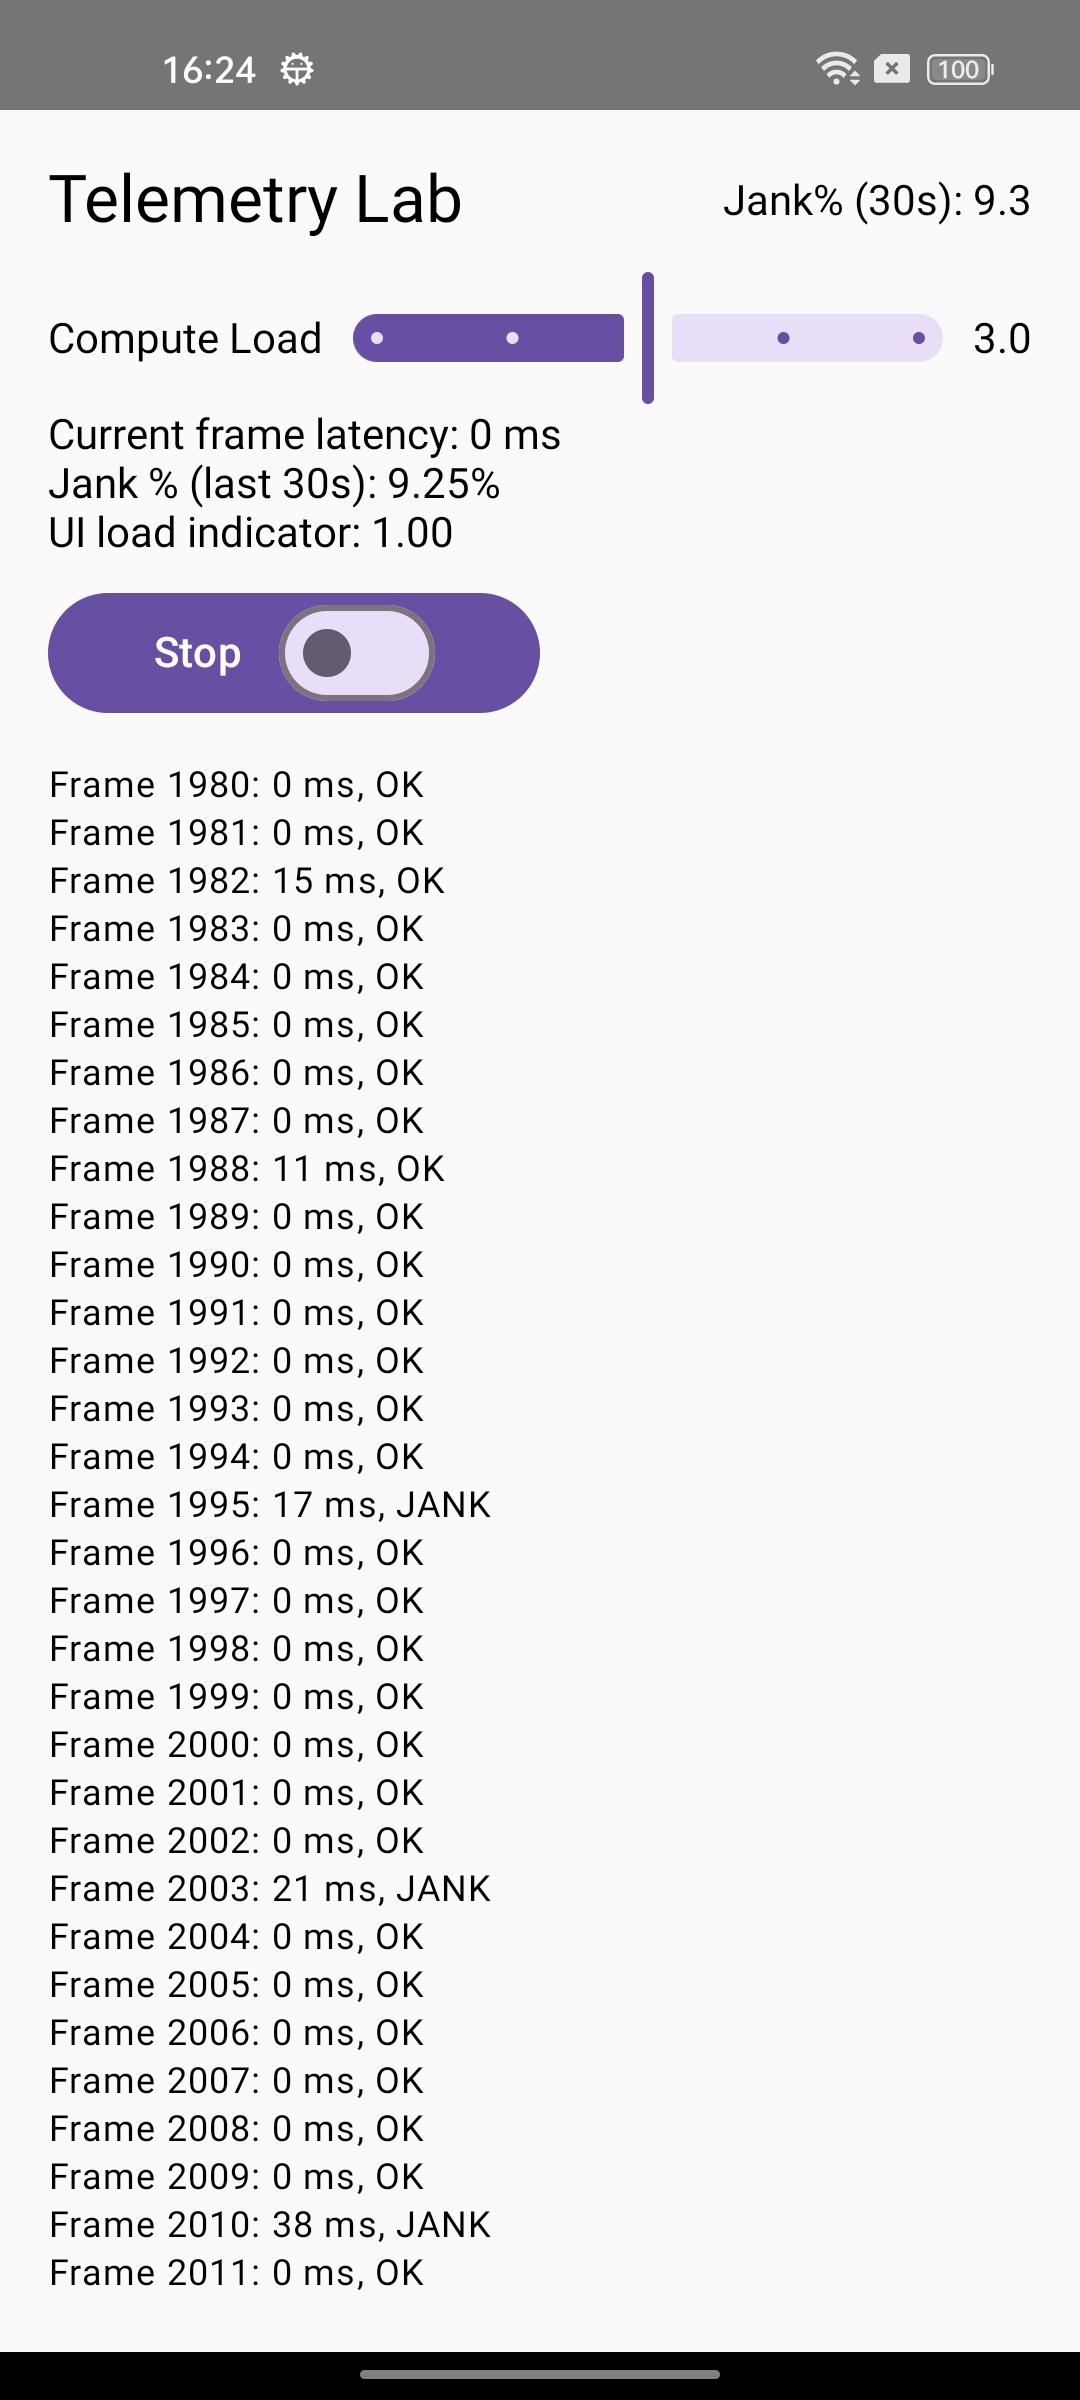 16:24
100
Telemetry Lab
Jank% (30s): 9.3
Compute Load
3.0
Current frame latency: 0 ms
Jank % (last 30s): 9.25%
UI load indicator: 1.00
Stop
Frame 1980: 0 ms, OK
Frame 1981: 0 ms, OK
Frame 1982: 15 ms, OK
Frame 1983: 0 ms, OK
Frame 1984: 0 ms, OK
Frame 1985: 0 ms, OK
Frame 1986: 0 ms, OK
Frame 1987: 0 ms, OK
Frame 1988: 11 ms, OK
Frame 1989: 0 ms, OK
Frame 1990: 0 ms, OK
Frame 1991: 0 ms, OK
Frame 1992: 0 ms, OK
Frame 1993: 0 ms, OK
Frame 1994: 0 ms, OK
Frame 1995: 17 ms, JANK
Frame 1996: 0 ms, OK
Frame 1997: 0 ms, OK
Frame 1998: 0 ms, OK
Frame 1999: 0 ms, OK
Frame 2000: 0 ms, OK
Frame 2001: 0 ms, OK
Frame 2002: 0 ms, OK
Frame 2003: 21 ms, JANK
Frame 2004: 0 ms, OK
Frame 2005: 0 ms, OK
Frame 2006: 0 ms, OK
Frame 2007: 0 ms, OK
Frame 2008: 0 ms, OK
Frame 2009: 0 ms, OK
Frame 2010: 38 ms, JANK
Frame 2011: 0 ms, OK